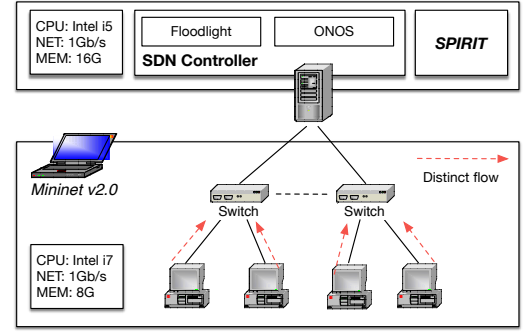 CPU: Intel i5
NET: 1Gb/s
MEM: 16G
Floodlight
ONOS
SDN Controller
SPIRIT
Mininet v2.0
Distinct flow
Switch
Switch
CPU: Intel i7
NET: 1Gb/s
MEM: 8G